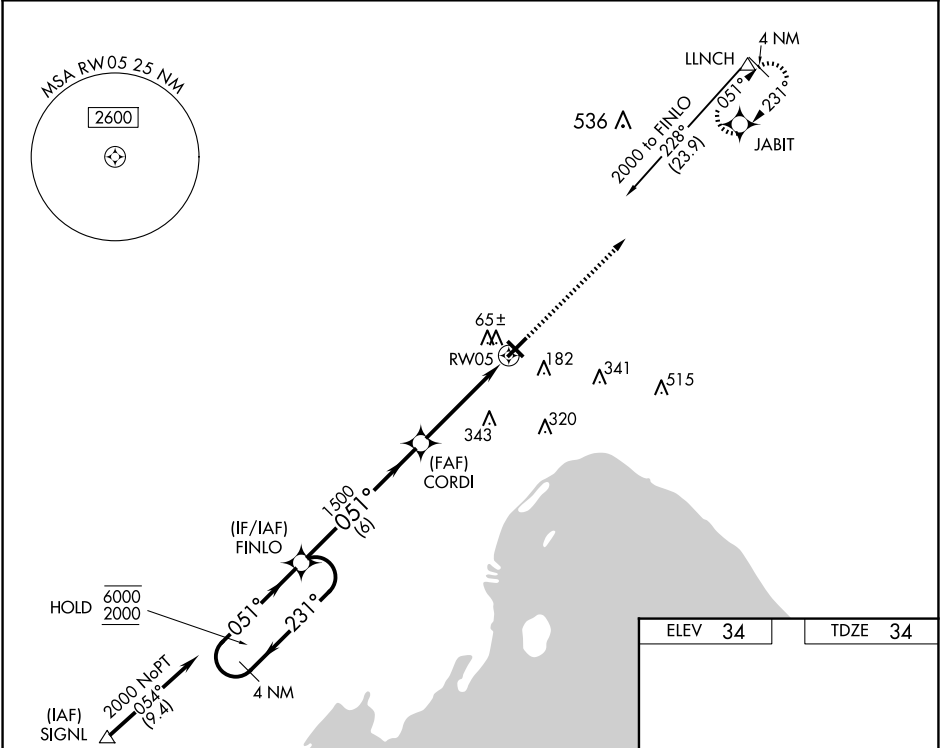 MSA RW05 25 NM
2600
4 NM
LLNCH
051°
231°
JABIT
536
2000 to FINLO
228°
(23.9)
65±
RW05
182
341
515
343
320
(FAF)
CORDI
1500
051°
(6)
(IF/IAF)
FINLO
HOLD 6000
2000
051°
231°
4 NM
2000 NoPT
054°
(9.4)
(IAF)
SIGNL
ELEV 34
TDZE 34